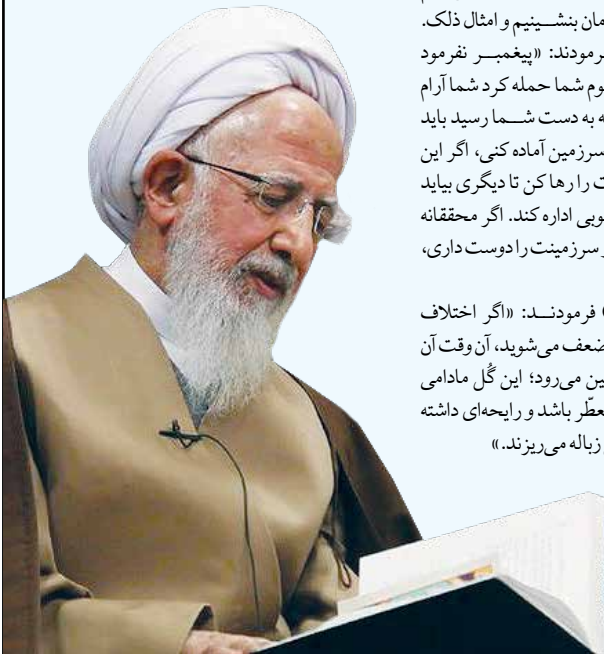 مان بنشـــینیم و امثال ذلک.
رمودند: «پیغمبـــر نفرمود
وم شما حمله کرد شما آرام
ه به دست شـــما رسید باید
سرزمین آماده کنی، اگر این
ت را رها کن تا دیگری بیاید
وبی اداره کند. اگر محققانه
ر سرزمینت را دوست داری،
) فرمودنـــد: «اگر اختلاف
ضعف می‌شوید، آن وقت آن
ین می‌رود؛ این گُل مادامی
عطّر باشد و رایحه‌ای داشته
زباله می‌ریزند.»